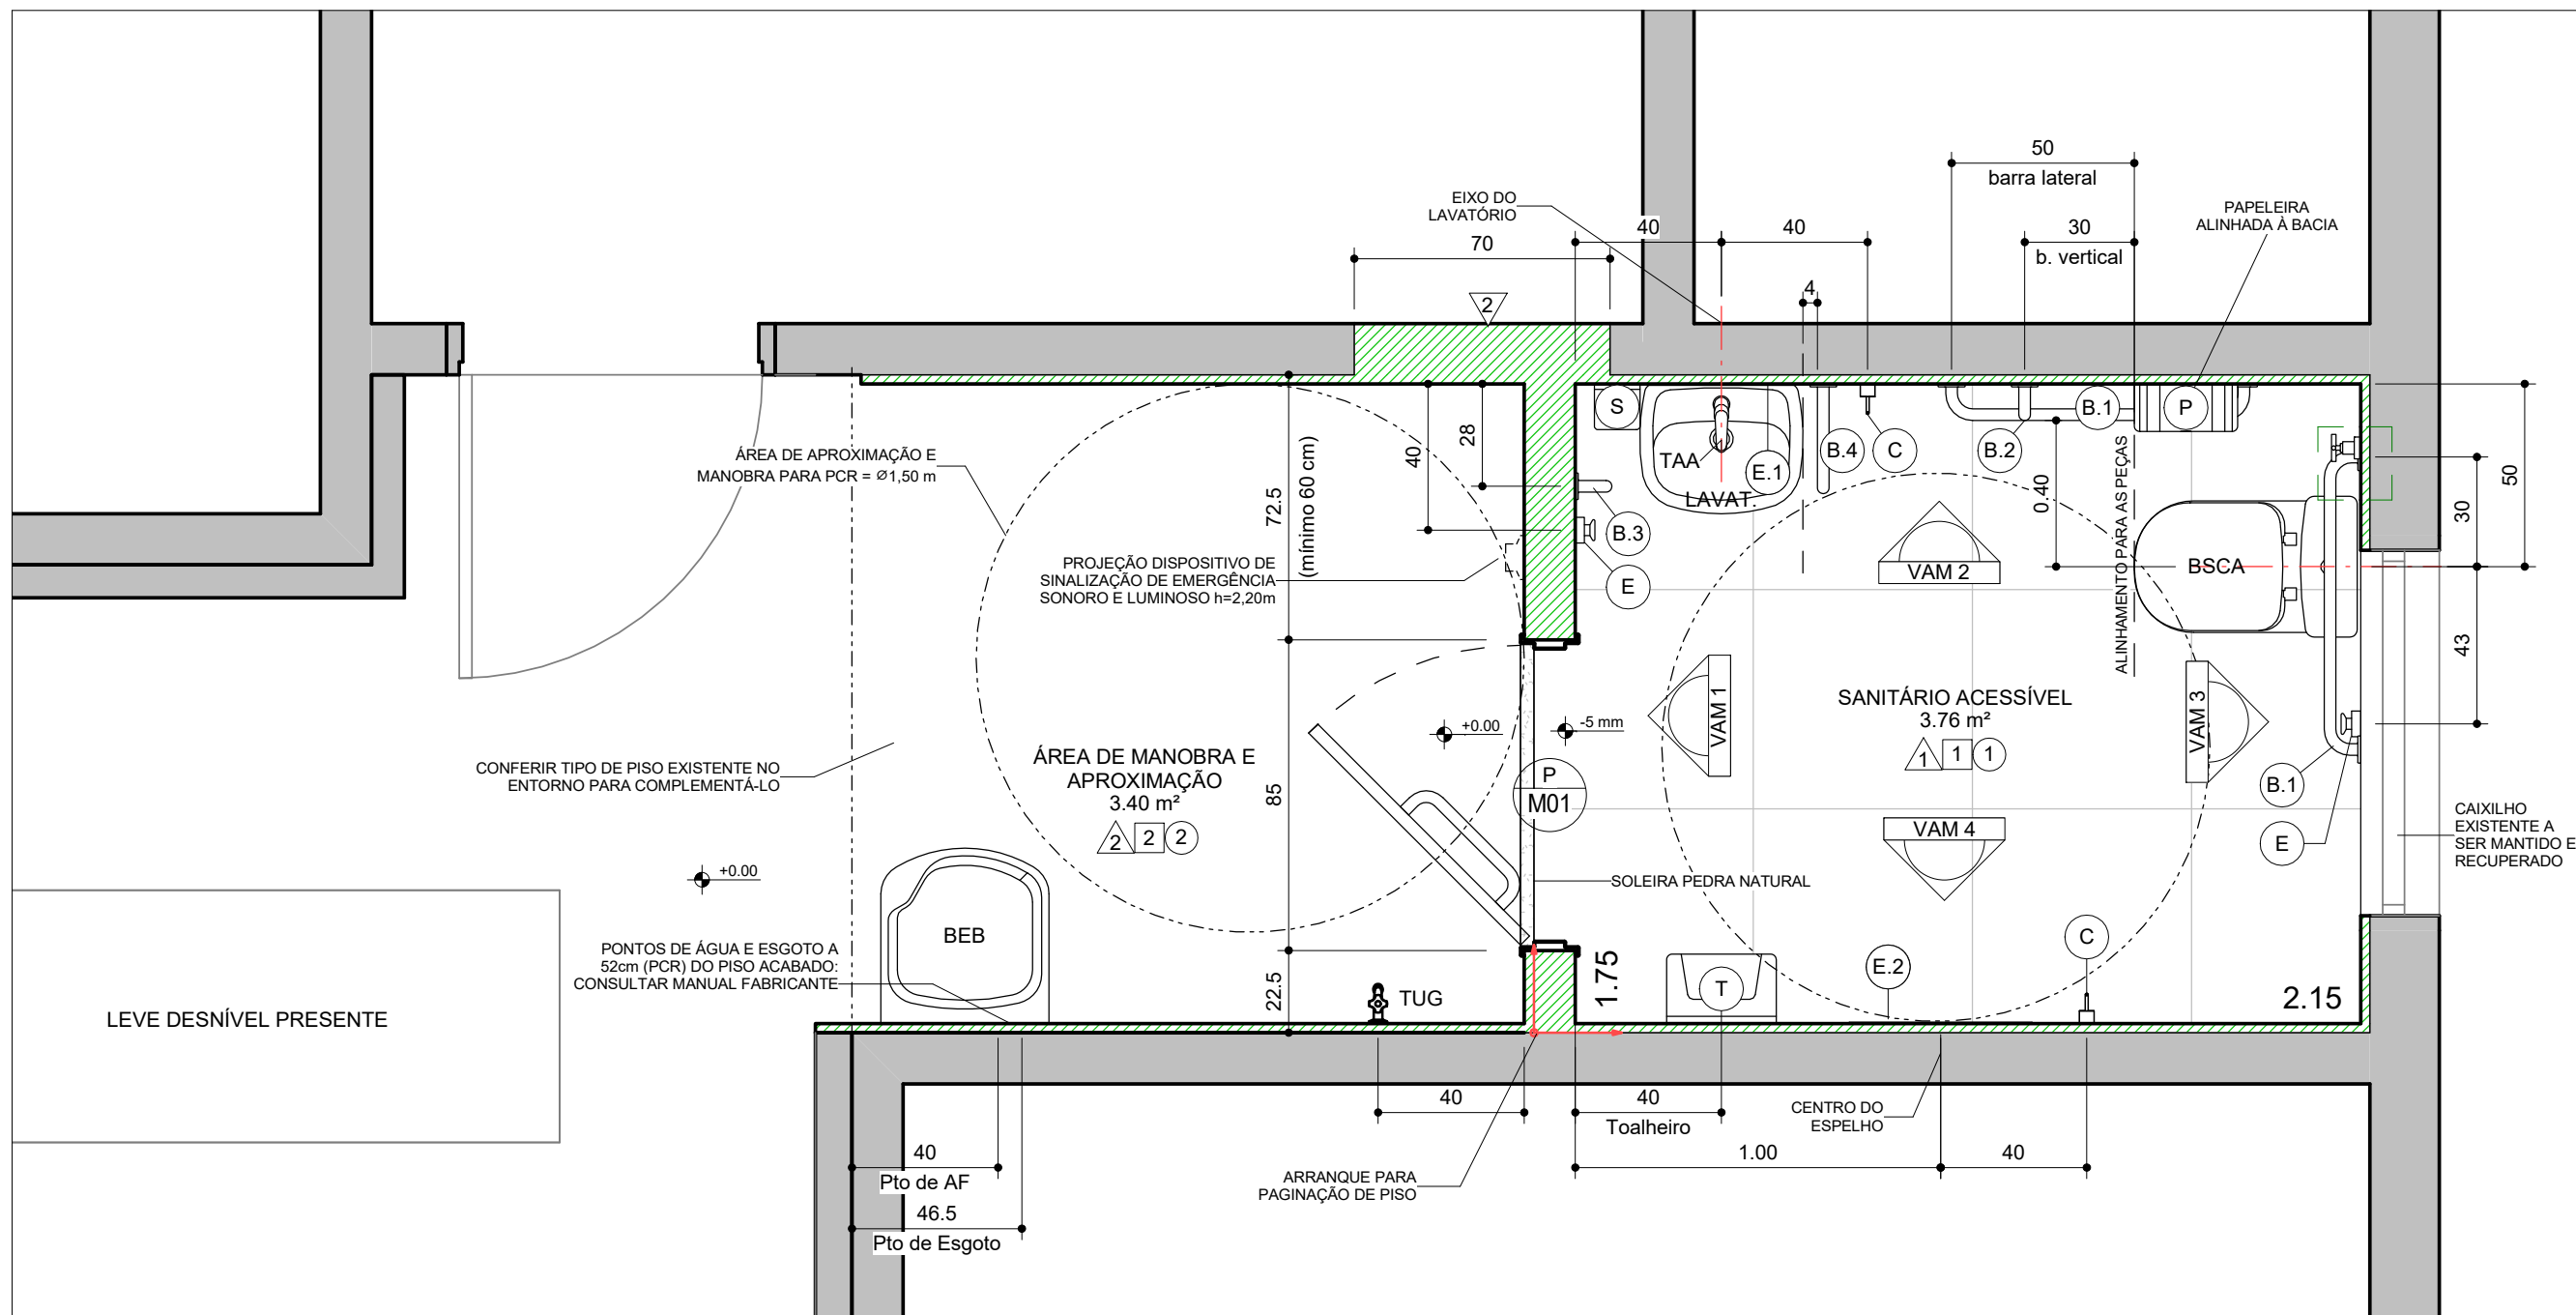 50
barra lateral
EIXO DO
LAVATÓRIO
PAPELEIRA
ALINHADA À BACIA
40
40
30
b. vertical
70
4
2
S
TAA
E.1
LAVAT.
B.4
C
B.2
B.1
P
ÁREA DE APROXIMAÇÃO E
MANOBRA PARA PCR = Ø1,50 m
72.5
(mínimo 60 cm)
40
28
B.3
E
0.40
ALINHAMENTO PARA AS PEÇAS
BSCA
30
50
43
PROJEÇÃO DISPOSITIVO DE
SINALIZAÇÃO DE EMERGÊNCIA
SONORO E LUMINOSO h=2,20m
VAM 2
VAM 1
SANITÁRIO ACESSÍVEL
3.76 m²
1
1
1
VAM 3
VAM 4
+0.00
-5 mm
ÁREA DE MANOBRA E
APROXIMAÇÃO
3.40 m²
2
2
2
85
P
M01
B.1
E
CAIXILHO
EXISTENTE A
SER MANTIDO E
RECUPERADO
CONFERIR TIPO DE PISO EXISTENTE NO
ENTORNO PARA COMPLEMENTÁ-LO
+0.00
SOLEIRA PEDRA NATURAL
BEB
PONTOS DE ÁGUA E ESGOTO A
52cm (PCR) DO PISO ACABADO:
CONSULTAR MANUAL FABRICANTE
22.5
TUG
1.75
T
E.2
C
2.15
LEVE DESNÍVEL PRESENTE
40
40
Toalheiro
CENTRO DO
ESPELHO
1.00
40
40
Pto de AF
ARRANQUE PARA
PAGINAÇÃO DE PISO
46.5
Pto de Esgoto